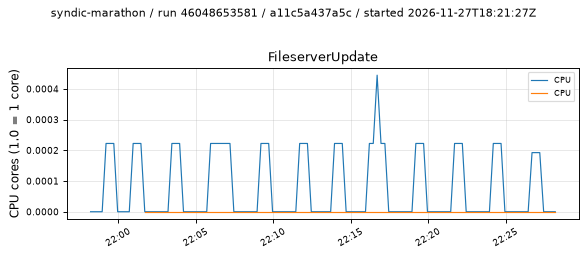 syndic-marathon / run 46048653581 / a11c5a437a5c / started 2026-11-27T18:21:27Z
FileserverUpdate
CPU cores (1.0 = 1 core)
0.0004
0.0003
0.0002
0.0001
0.0000
CPU
CPU
22:00
22:05
22:10
22:15
22:20
22:25